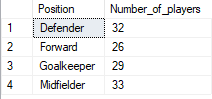 Position Number_of_players
1 Defender 32
2 Forward 26
3 Goalkeeper 29
4 Midfielder 33